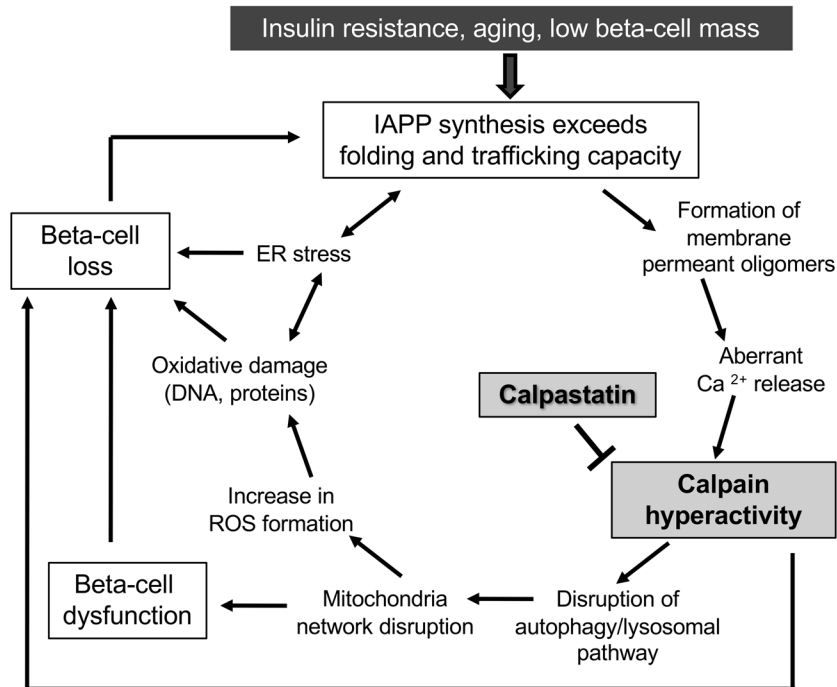 Insulin resistance, aging, low beta-cell mass
IAPP synthesis exceeds
folding and trafficking capacity
Formation of
membrane
permeant oligomers
Beta-cell
loss
ER stress
Aberrant
Ca 2+ release
Oxidative damage
(DNA, proteins)
Calpastatin
Calpain
hyperactivity
Increase in
ROS formation
Beta-cell
dysfunction
Mitochondria
network disruption
Disruption of
autophagy/lysosomal
pathway